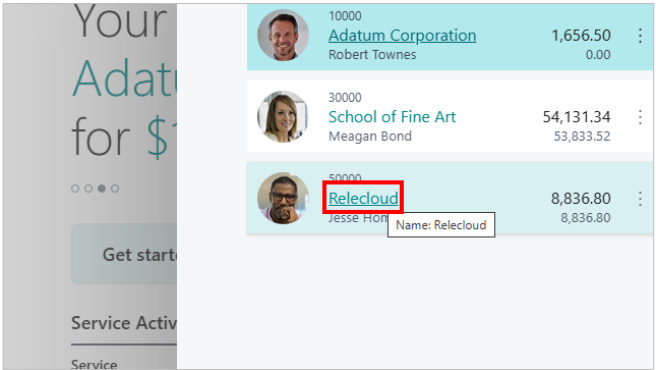 Your
Adat
for $
Get start
Service Activ
Service
10000
Adatum Corporation 1,656.50
Robert Townes 0.00
30000
School of Fine Art 54,131.34
Meagan Bond 53,833.52
50000
Relecloud 8,836.80
Jesse Hom 8,836.80
Name: Relecloud